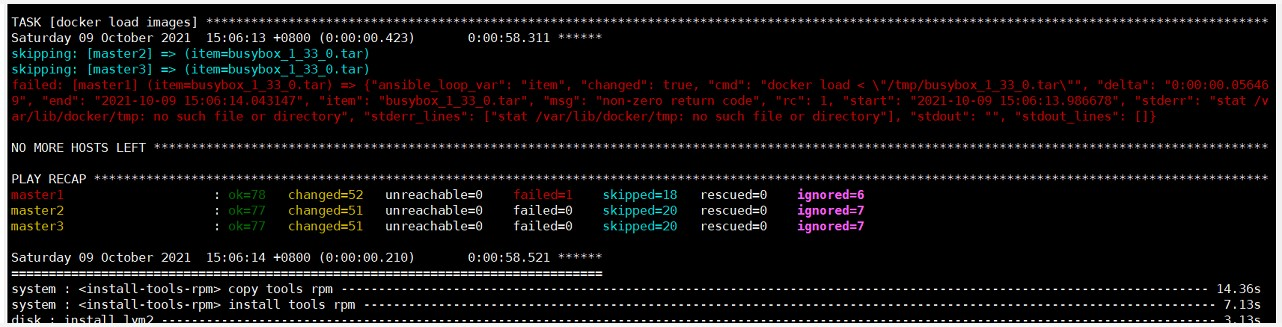 TASK [docker load images] **********************************************************************************************************************************************
Saturday 09 October 2021  15:06:13 +0800 (0:00:00.423)       0:00:58.311 ******
skipping: [master2] => (item=busybox_1_33_0.tar)
skipping: [master3] => (item=busybox_1_33_0.tar)
failed: [master1] (item=busybox_1_33_0.tar) => {"ansible_loop_var": "item", "changed": true, "cmd": "docker load < \"/tmp/busybox_1_33_0.tar\"", "delta": "0:00:00.05646
9", "end": "2021-10-09 15:06:14.043147", "item": "busybox_1_33_0.tar", "msg": "non-zero return code", "rc": 1, "start": "2021-10-09 15:06:13.986678", "stderr": "stat /v
ar/lib/docker/tmp: no such file or directory", "stderr_lines": ["stat /var/lib/docker/tmp: no such file or directory"], "stdout": "", "stdout_lines": []}
NO MORE HOSTS LEFT *****************************************************************************************************************************************************
PLAY RECAP *************************************************************************************************************************************************************
master1                    : ok=78   changed=52   unreachable=0    failed=1    skipped=18   rescued=0    ignored=6
master2                    : ok=77   changed=51   unreachable=0    failed=0    skipped=20   rescued=0    ignored=7
master3                    : ok=77   changed=51   unreachable=0    failed=0    skipped=20   rescued=0    ignored=7
Saturday 09 October 2021  15:06:14 +0800 (0:00:00.210)       0:00:58.521 ******
===============================================================================
system : <install-tools-rpm> copy tools rpm -------------------------------------------------------------------------------------------------------------------- 14.36s
system : <install-tools-rpm> install tools rpm ------------------------------------------------------------------------------------------------------------------ 7.13s
disk : install lvm2 --------------------------------------------------------------------------------------------------------------------------------------------- 3.13s